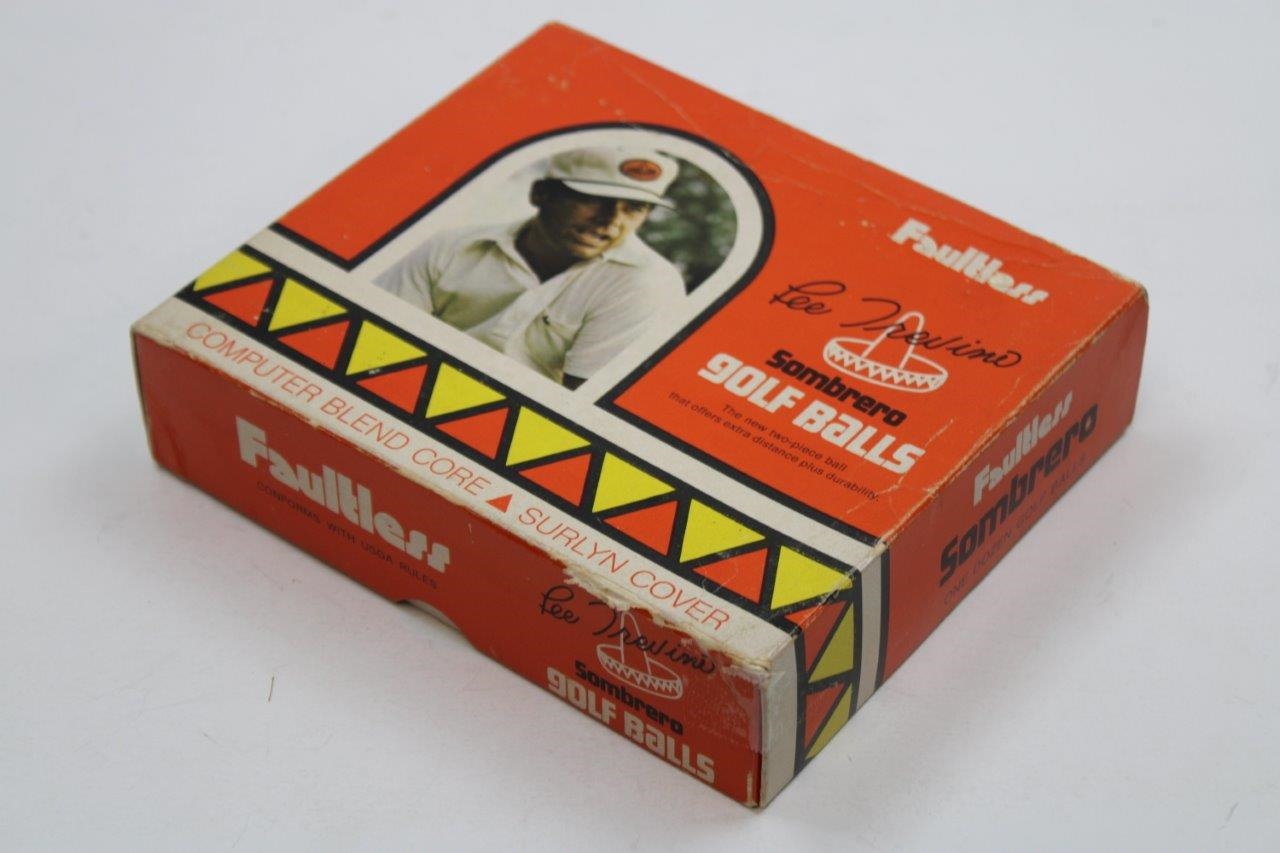 Faultless
Lee Trevino
Sombrero
GOLF BALLS
The new two-piece ball
that offers extra distance plus durability.
COMPUTER BLEND CORE ▲ SURLYN COVER
Faultless
CONFORMS WITH USGA RULES
Lee Trevino
Sombrero
GOLF BALLS
Faultless
Sombrero
ONE DOZEN GOLF BALLS